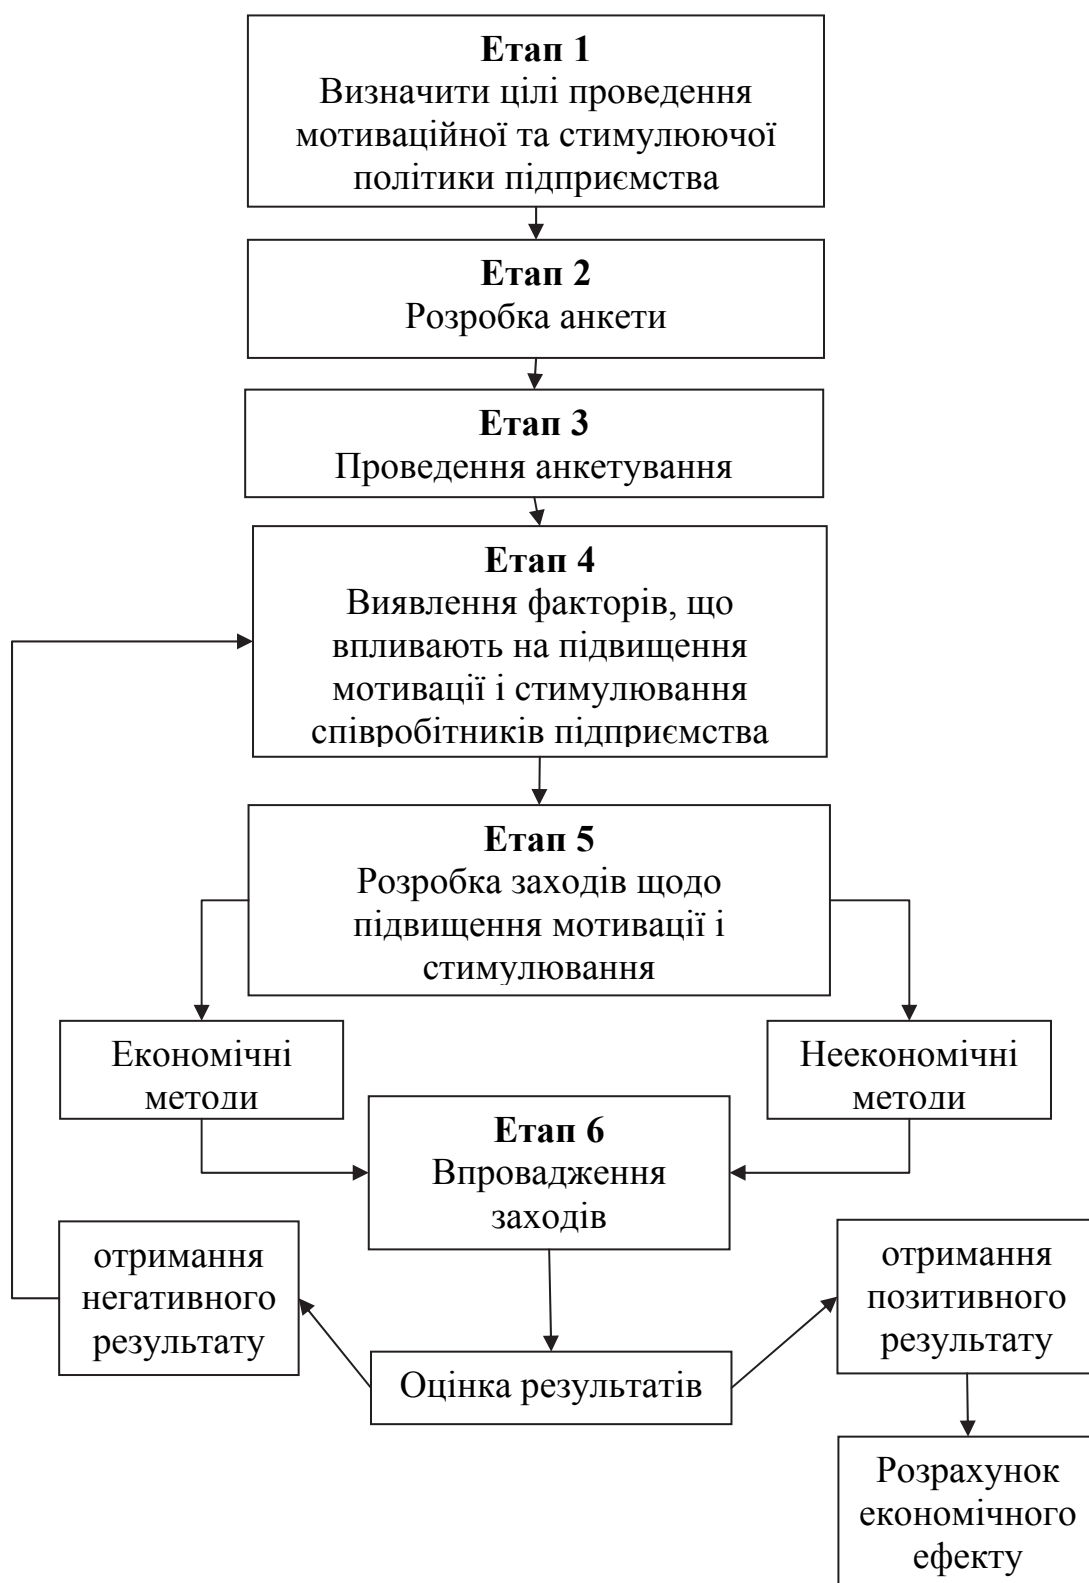 Етап 1
Визначити цілі проведення
мотиваційної та стимулюючої
політики підприємства
Етап 2
Розробка анкети
Етап 3
Проведення анкетування
Етап 4
Виявлення факторів, що
впливають на підвищення
мотивації і стимулювання
співробітників підприємства
Етап 5
Розробка заходів щодо
підвищення мотивації і
стимулювання
Економічні
методи
Неекономічні
методи
Етап 6
Впровадження
заходів
отримання
негативного
результату
Оцінка результатів
отримання
позитивного
результату
Розрахунок
економічного
ефекту